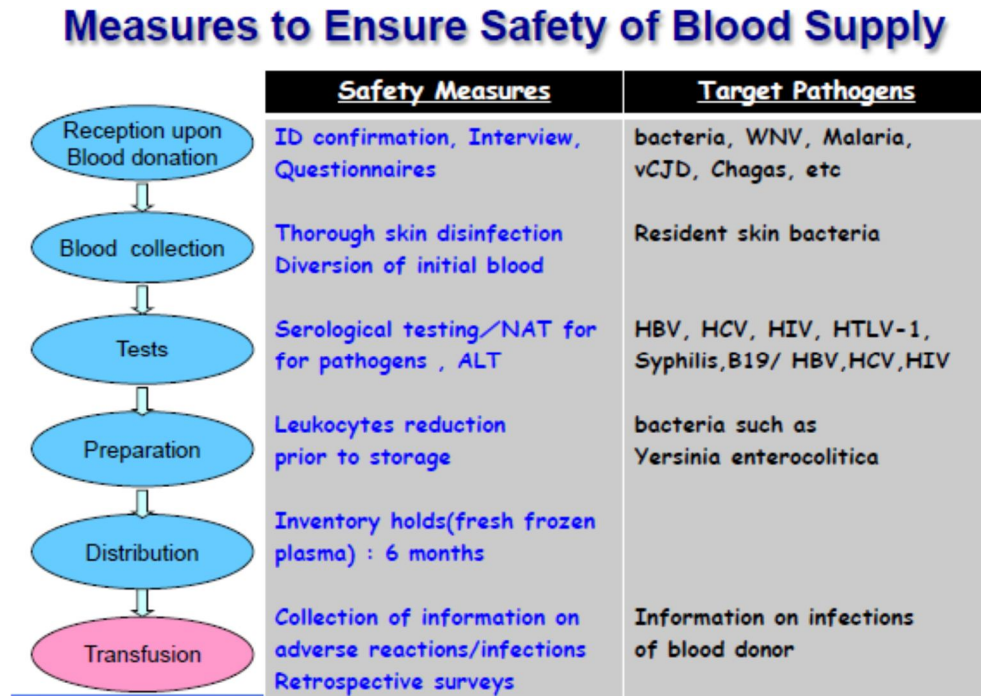 Measures to Ensure Safety of Blood Supply
Safety Measures
Target Pathogens
Reception upon
Blood donation
ID confirmation, Interview,
Questionnaires
bacteria, WNV, Malaria,
vCJD, Chagas, etc
Blood collection
Thorough skin disinfection
Diversion of initial blood
Resident skin bacteria
Tests
Serological testing／NAT for
for pathogens , ALT
HBV, HCV, HIV, HTLV-1,
Syphilis,B19/ HBV,HCV,HIV
Preparation
Leukocytes reduction
prior to storage
bacteria such as
Yersinia enterocolitica
Distribution
Inventory holds(fresh frozen
plasma) : 6 months
Transfusion
Collection of information on
adverse reactions/infections
Retrospective surveys
Information on infections
of blood donor